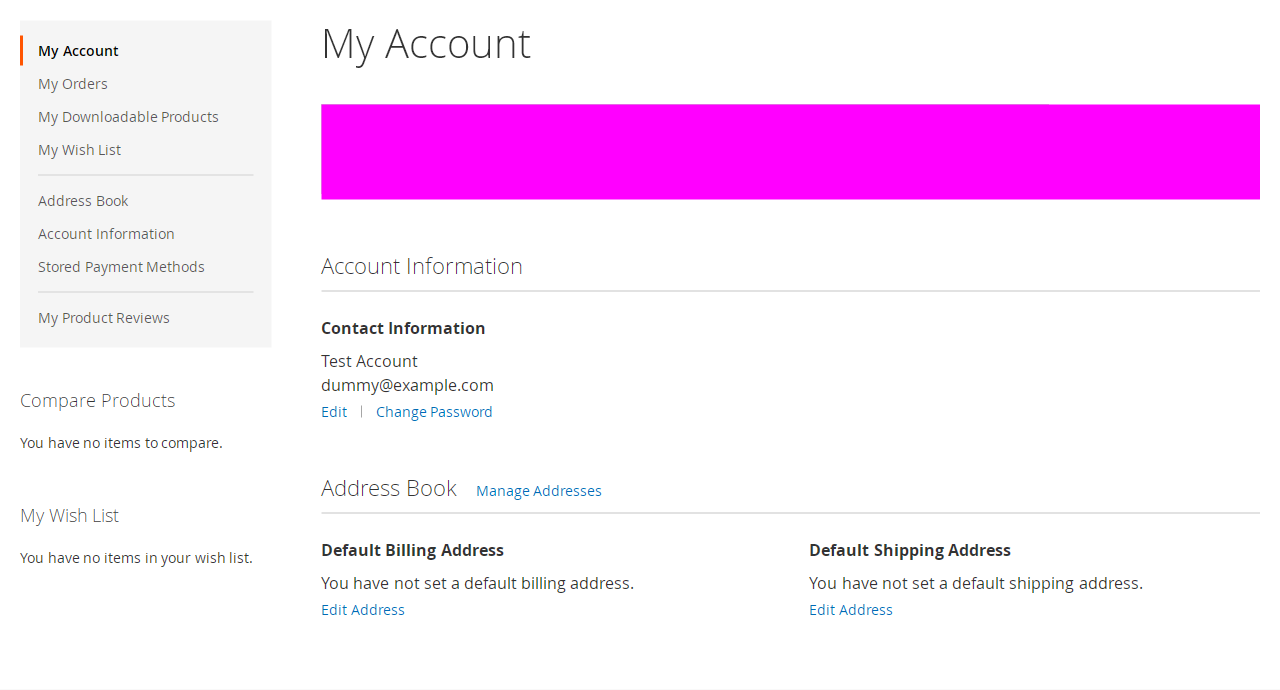 My Account
My Orders
My Downloadable Products
My Wish List
Address Book
Account Information
Stored Payment Methods
My Product Reviews
Compare Products
You have no items to compare.
My Wish List
You have no items in your wish list.
My Account
Account Information
Contact Information
Test Account
dummy@example.com
Edit | Change Password
Address Book Manage Addresses
Default Billing Address
You have not set a default billing address.
Edit Address
Default Shipping Address
You have not set a default shipping address.
Edit Address